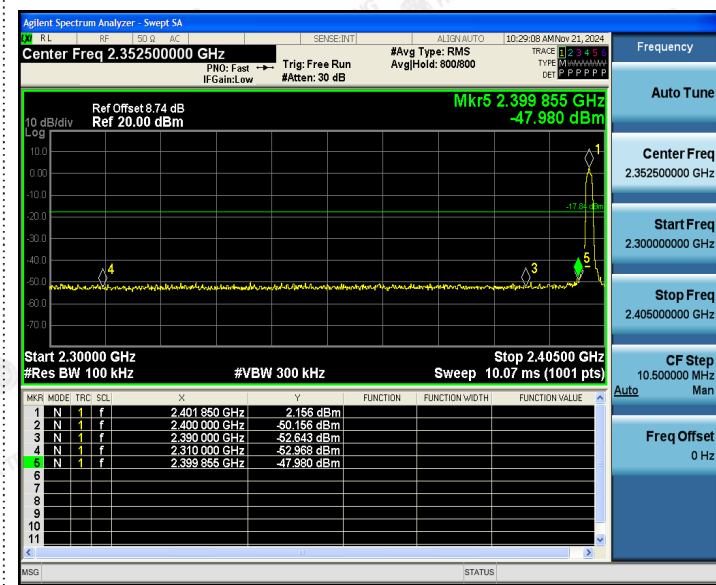 Agilent Spectrum Analyzer - Swept SA
LXI RL RF 50 Ω AC SENSE:INT ALIGN AUTO 10:29:08 AM Nov 21, 2024
Center Freq 2.352500000 GHz #Avg Type: RMS TRACE 1 2 3 4 5 6
PNO: Fast Trig: Free Run Avg|Hold: 800/800 TYPE M
IFGain:Low #Atten: 30 dB DET P P P P P P
Mkr5 2.399 855 GHz
Ref Offset 8.74 dB
10 dB/div Ref 20.00 dBm -47.980 dBm
Log
10.0
0.00
-10.0
-20.0
-30.0
-40.0
-50.0
-60.0
-70.0
1
-17.84 dBm
4
3
5
Start 2.30000 GHz Stop 2.40500 GHz
#Res BW 100 kHz #VBW 300 kHz Sweep 10.07 ms (1001 pts)
MKR MODE TRC SCL X Y FUNCTION FUNCTION WIDTH FUNCTION VALUE
1 N 1 f 2.401 850 GHz 2.156 dBm
2 N 1 f 2.400 000 GHz -50.156 dBm
3 N 1 f 2.390 000 GHz -52.643 dBm
4 N 1 f 2.310 000 GHz -52.968 dBm
5 N 1 f 2.399 855 GHz -47.980 dBm
6
7
8
9
10
11
MSG STATUS
Frequency
Auto Tune
Center Freq
2.352500000 GHz
Start Freq
2.300000000 GHz
Stop Freq
2.405000000 GHz
CF Step
10.500000 MHz
Auto Man
Freq Offset
0 Hz